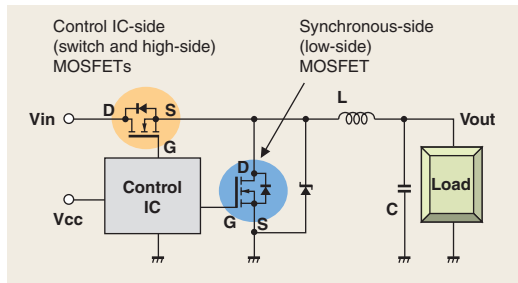 Control IC-side
(switch and high-side)
MOSFETs
Synchronous-side
(low-side)
MOSFET
Vin
D
S
G
L
Vout
Control
IC
Vcc
D
G
S
C
Load